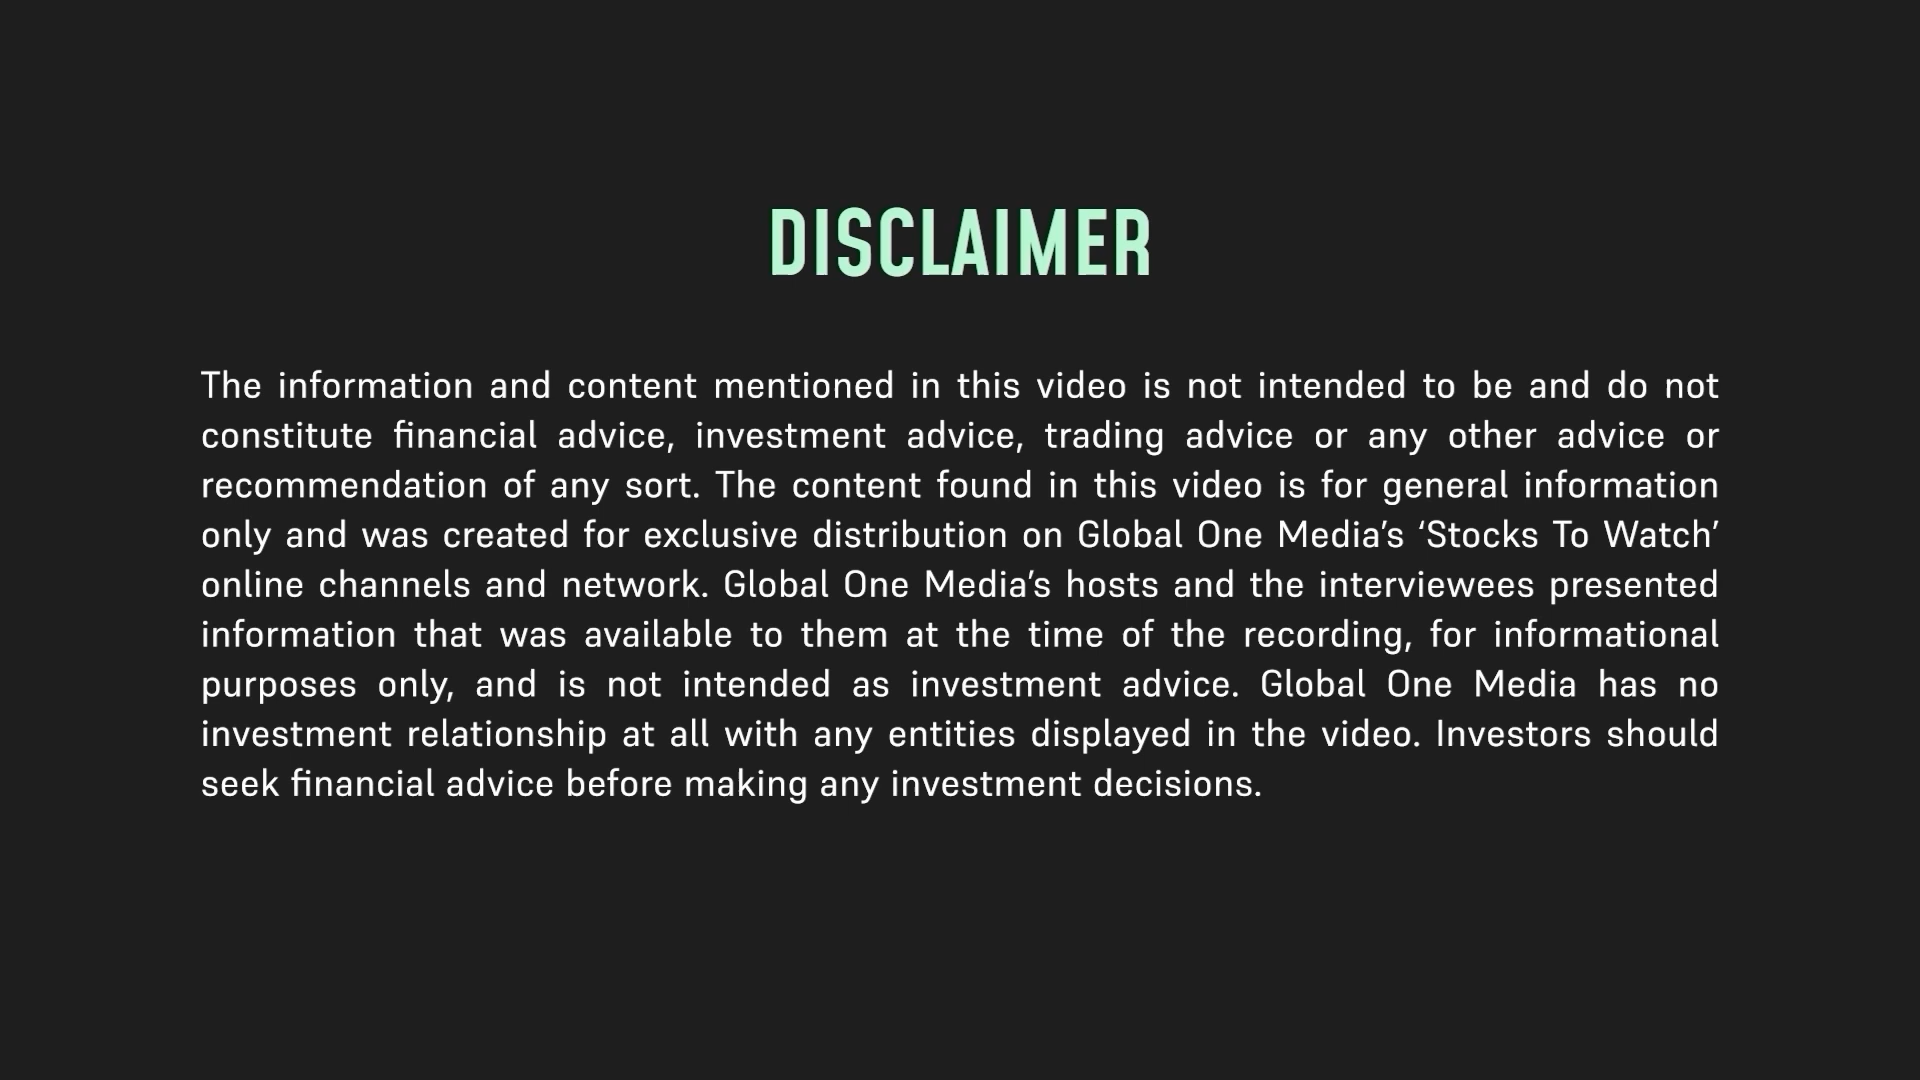 DISCLAIMER
The information and content mentioned in this video is not intended to be and do not
constitute financial advice, investment advice, trading advice or any other advice or
recommendation of any sort. The content found in this video is for general information
only and was created for exclusive distribution on Global One Media’s ‘Stocks To Watch’
online channels and network. Global One Media’s hosts and the interviewees presented
information that was available to them at the time of the recording, for informational
purposes only, and is not intended as investment advice. Global One Media has no
investment relationship at all with any entities displayed in the video. Investors should
seek financial advice before making any investment decisions.